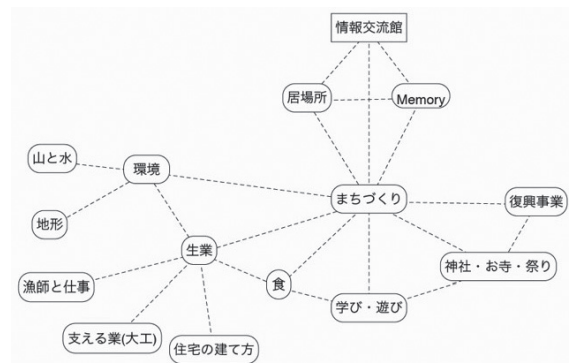 情報交流館
居場所
Memory
山と水
環境
地形
まちづくり
復興事業
生業
神社・お寺・祭り
漁師と仕事
食
学び・遊び
支える業(大工)
住宅の建て方